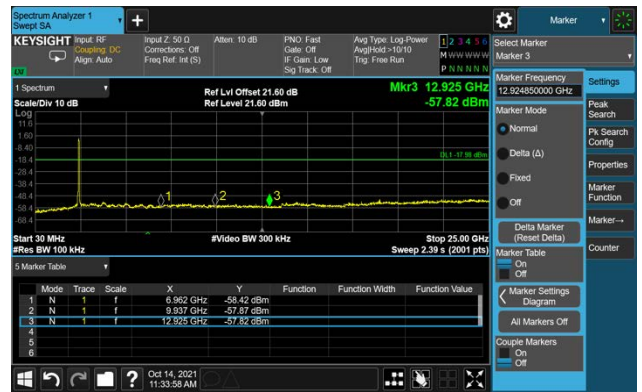 Spectrum Analyzer 1
Swept SA
Marker
KEYSIGHT
Input: RF
Coupling: DC
Align: Auto
Input Z: 50 Ω
Corrections: Off
Freq Ref: Int (S)
Atten: 10 dB
PNO: Fast
Gate: Off
IF Gain: Low
Sig Track: Off
Avg Type: Log-Power
Avg|Hold >10/10
Trig: Free Run
1 2 3 4 5 6
M W W W W W
P N N N N N
Select Marker
Marker 3
1 Spectrum
Scale/Div 10 dB
Log
Ref Lvl Offset 21.60 dB
Ref Level 21.60 dBm
Mkr3 12.925 GHz
-57.82 dBm
11.6
1.60
-8.40
-18.4
-28.4
-38.4
-48.4
-58.4
-68.4
DL1 -17.99 dBm
1
2
3
Start 30 MHz
#Res BW 100 kHz
#Video BW 300 kHz
Stop 25.00 GHz
Sweep 2.39 s (2001 pts)
5 Marker Table
Mode Trace Scale X Y Function Function Width Function Value
1 N 1 f 6.962 GHz -58.42 dBm
2 N 1 f 9.937 GHz -57.87 dBm
3 N 1 f 12.925 GHz -57.82 dBm
4
5
6
Marker Frequency
12.924850000 GHz
Marker Mode
Normal
Delta (Δ)
Fixed
Off
Delta Marker
(Reset Delta)
Marker Table
On
Off
Marker Settings
Diagram
All Markers Off
Couple Markers
On
Off
Settings
Peak
Search
Pk Search
Config
Properties
Marker
Function
Marker→
Counter
?
Oct 14, 2021
11:33:58 AM